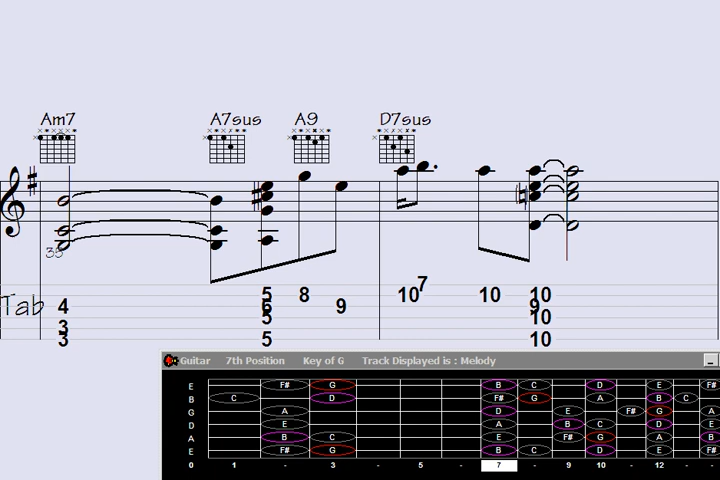 Am7 A7sus A9 D7sus
33
7
5 8 10 10 10
Tab 4 6 9 9
3 5 10
3 5 10
Guitar 7th Position Key of G Track Displayed is : Melody
E F# G B C D E F#
B C D F# G A B C
G A D E F# G A
D E A B C D E
A B C E F# G B
E F# G B C D E F#
0 1 - 3 - 5 - 7 - 9 10 - 12 - -